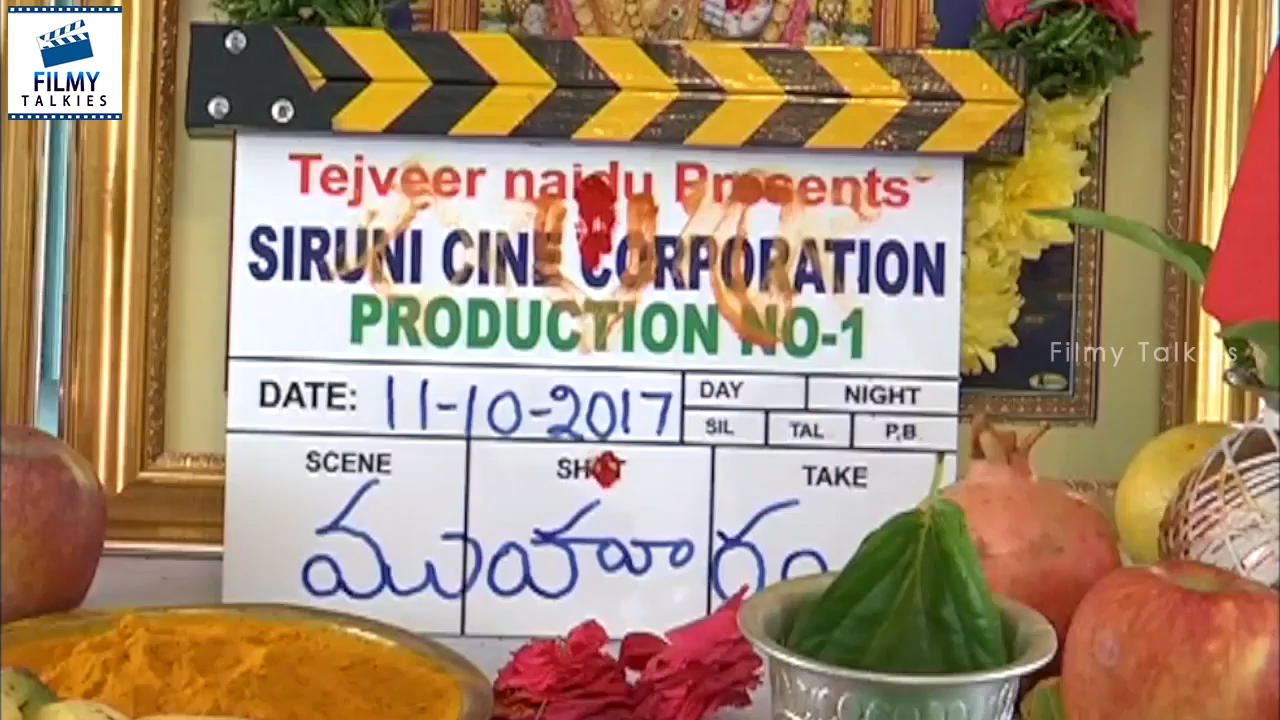 FILMY
TALKIES
Tejveer naidu Presents
SIRUNI CINE CORPORATION
PRODUCTION NO-1
Filmy Talkies
DATE: 11-10-2017
DAY NIGHT
SIL TAL P.B
SCENE SHOT TAKE